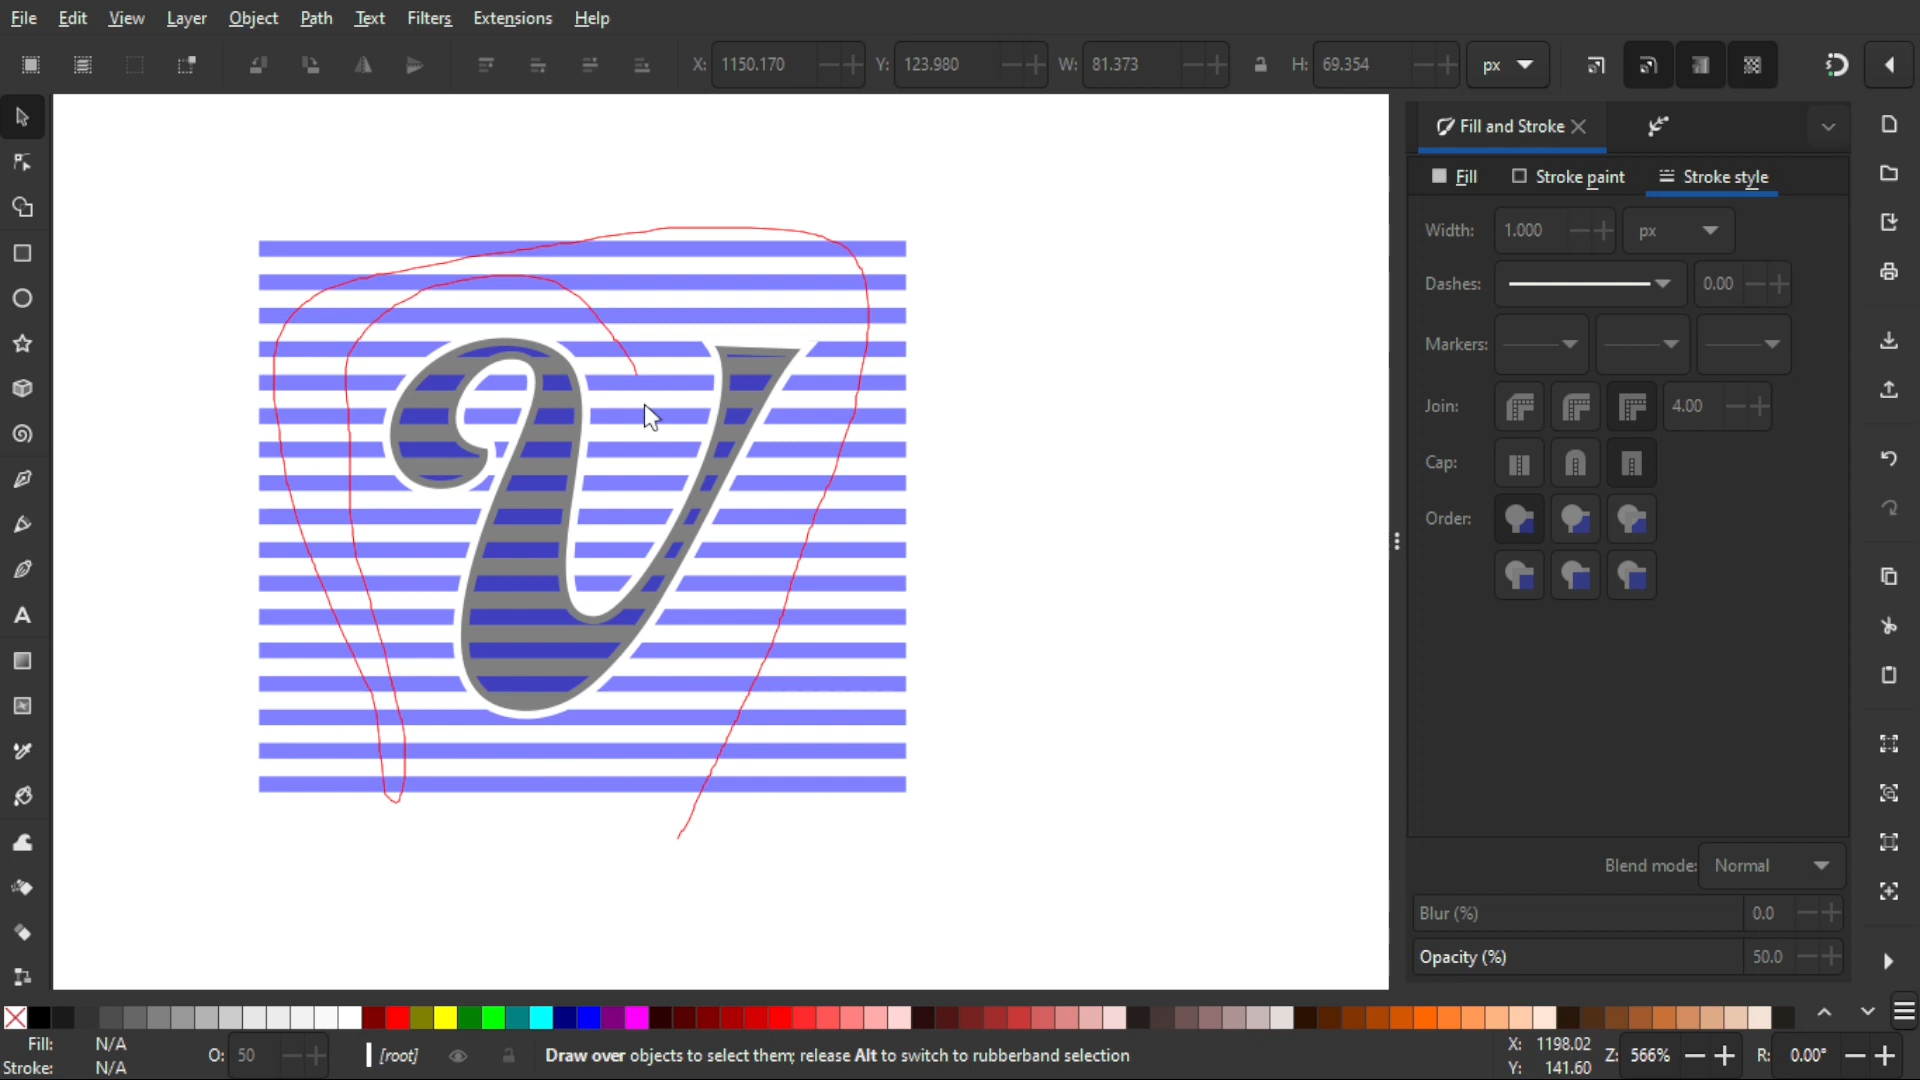 File Edit View Layer Object Path Text Filters Extensions Help
X: 1150.170 Y: 123.980 W: 81.373 H: 69.354 px
Fill and Stroke
Fill Stroke paint Stroke style
Width: 1.000 px
Dashes: 0.00
Markers:
Join: 4.00
Cap:
Order:
V
Blend mode: Normal
Blur (%) 0.0
Opacity (%) 50.0
Fill: N/A
Stroke: N/A
O: 50
[root]
Draw over objects to select them; release Alt to switch to rubberband selection
X: 1198.02
Y: 141.60
Z: 566%
R: 0.00°